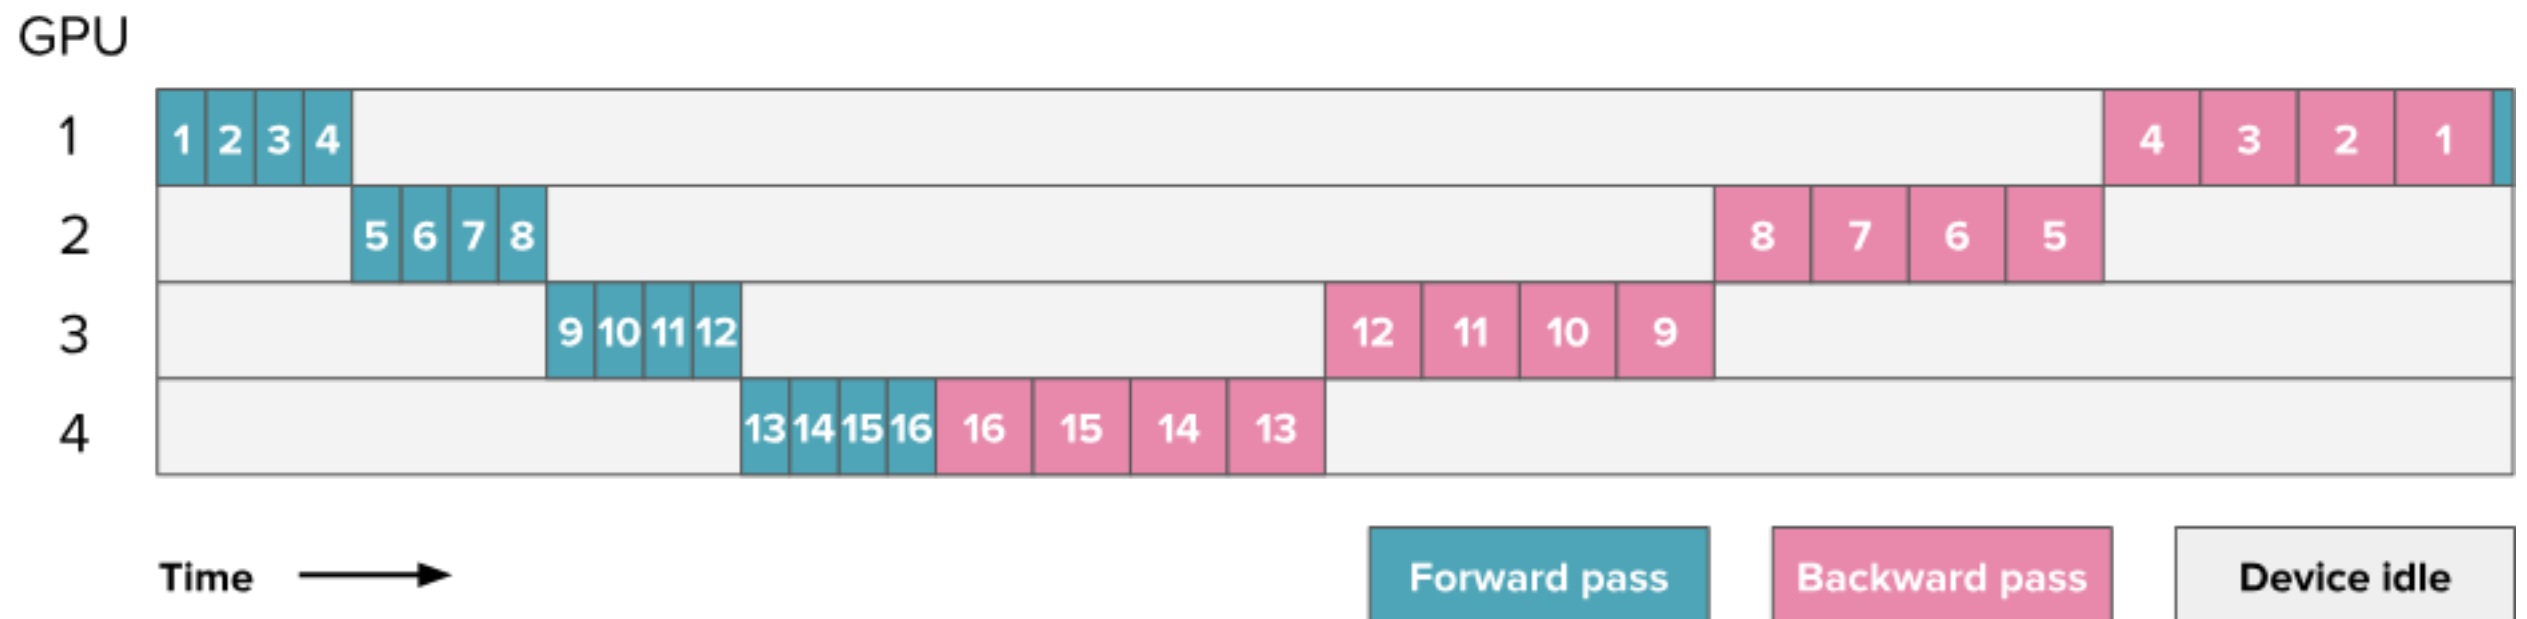 GPU
1 1 2 3 4 4 3 2 1
2 5 6 7 8 8 7 6 5
3 9 10 11 12 12 11 10 9
4 13 14 15 16 16 15 14 13
Time Forward pass Backward pass Device idle